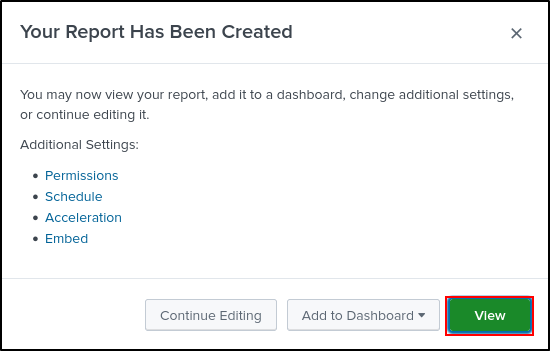 Your Report Has Been Created
You may now view your report, add it to a dashboard, change additional settings,
or continue editing it.
Additional Settings:
Permissions
Schedule
Acceleration
Embed
Continue Editing
Add to Dashboard
View